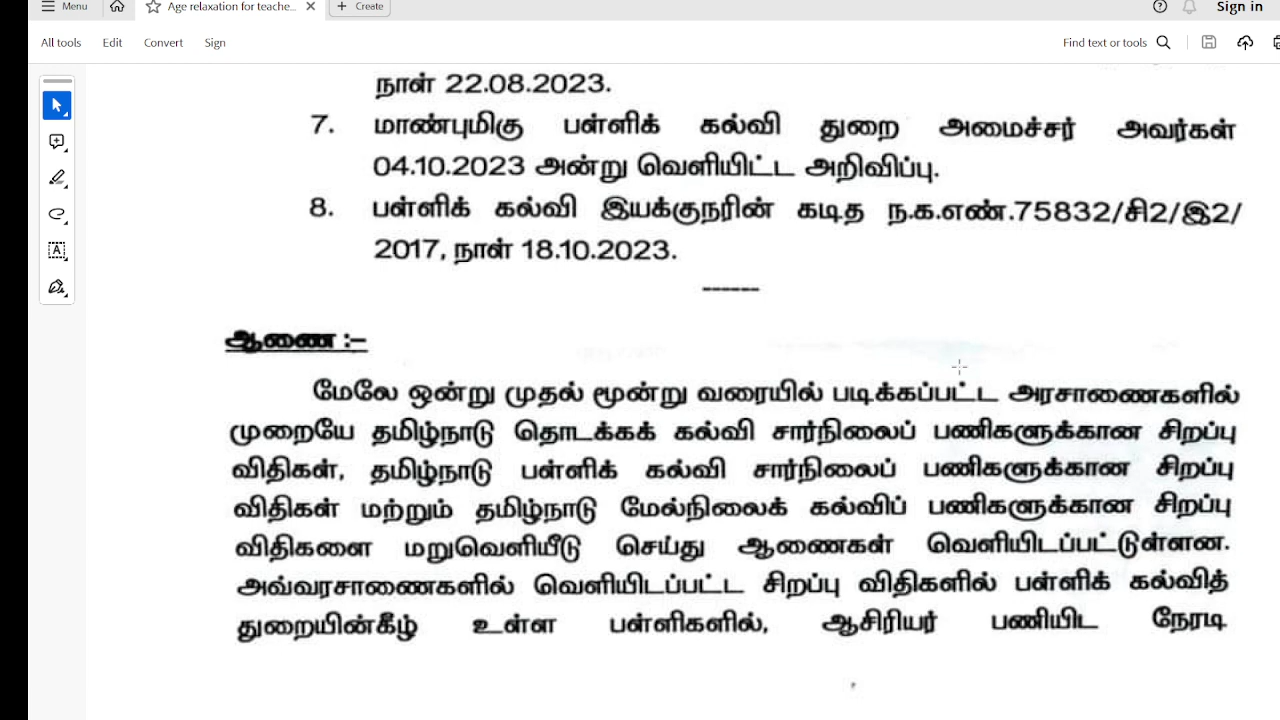 Menu
Age relaxation for teache...
Create
Sign in
All tools
Edit
Convert
Sign
Find text or tools
நாள் 22.08.2023.
7. மாண்புமிகு பள்ளிக் கல்வி துறை அமைச்சர் அவர்கள்
04.10.2023 அன்று வெளியிட்ட அறிவிப்பு.
8. பள்ளிக் கல்வி இயக்குநரின் கடித ந.க.எண்.75832/சி2/இ2/
2017, நாள் 18.10.2023.
------
ஆணை :–
மேலே ஒன்று முதல் மூன்று வரையில் படிக்கப்பட்ட அரசாணைகளில்
முறையே தமிழ்நாடு தொடக்கக் கல்வி சார்நிலைப் பணிகளுக்கான சிறப்பு
விதிகள், தமிழ்நாடு பள்ளிக் கல்வி சார்நிலைப் பணிகளுக்கான சிறப்பு
விதிகள் மற்றும் தமிழ்நாடு மேல்நிலைக் கல்விப் பணிகளுக்கான சிறப்பு
விதிகளை மறுவெளியீடு செய்து ஆணைகள் வெளியிடப்பட்டுள்ளன.
அவ்வரசாணைகளில் வெளியிடப்பட்ட சிறப்பு விதிகளில் பள்ளிக் கல்வித்
துறையின்கீழ் உள்ள பள்ளிகளில், ஆசிரியர் பணியிட நேரடி